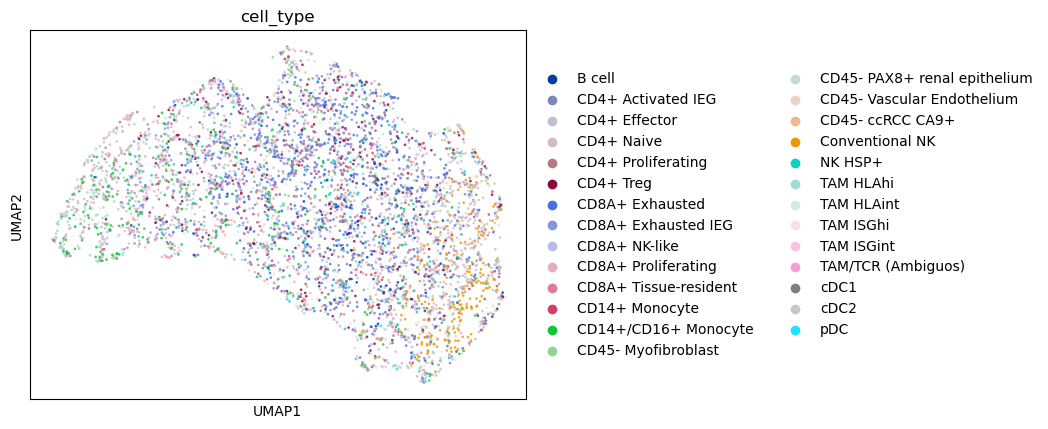 cell_type
UMAP2
UMAP1
B cell
CD4+ Activated IEG
CD4+ Effector
CD4+ Naive
CD4+ Proliferating
CD4+ Treg
CD8A+ Exhausted
CD8A+ Exhausted IEG
CD8A+ NK-like
CD8A+ Proliferating
CD8A+ Tissue-resident
CD14+ Monocyte
CD14+/CD16+ Monocyte
CD45- Myofibroblast
CD45- PAX8+ renal epithelium
CD45- Vascular Endothelium
CD45- ccRCC CA9+
Conventional NK
NK HSP+
TAM HLAhi
TAM HLAint
TAM ISGhi
TAM ISGint
TAM/TCR (Ambiguos)
cDC1
cDC2
pDC